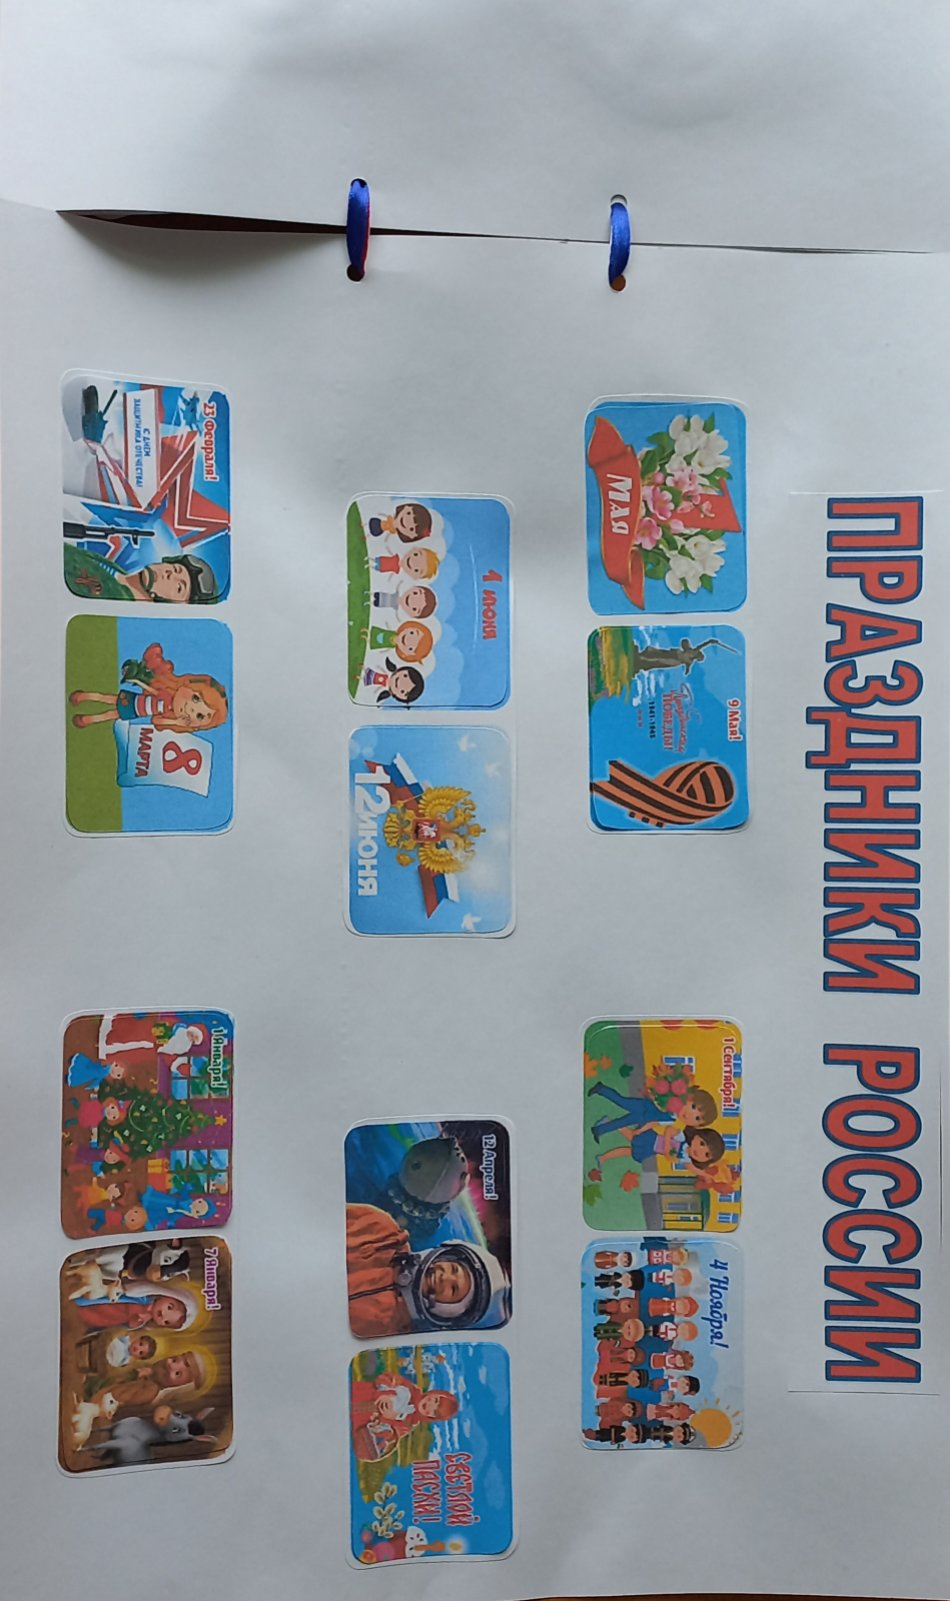 ПРАЗДНИКИ РОССИИ
1
МАЯ
9 Мая!
ПОБЕДЫ!
1941-1945
1 Сентября!
4 Ноября!
1 ИЮНЯ
12 ИЮНЯ
12 Апреля!
СВЕТЛОЙ
ПАСХИ!
23 Февраля!
С ДНЕМ
ЗАЩИТНИКА ОТЕЧЕСТВА!
8
МАРТА
1 Января!
7 Января!